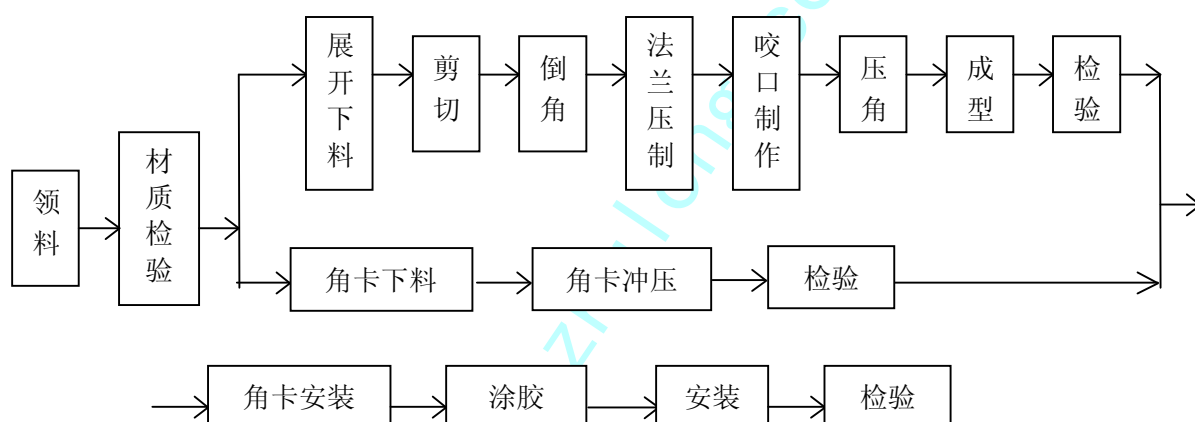 领料
材质检验
展开下料
剪切
倒角
法兰压制
咬口制作
压角
成型
检验
角卡下料
角卡冲压
检验
角卡安装
涂胶
安装
检验